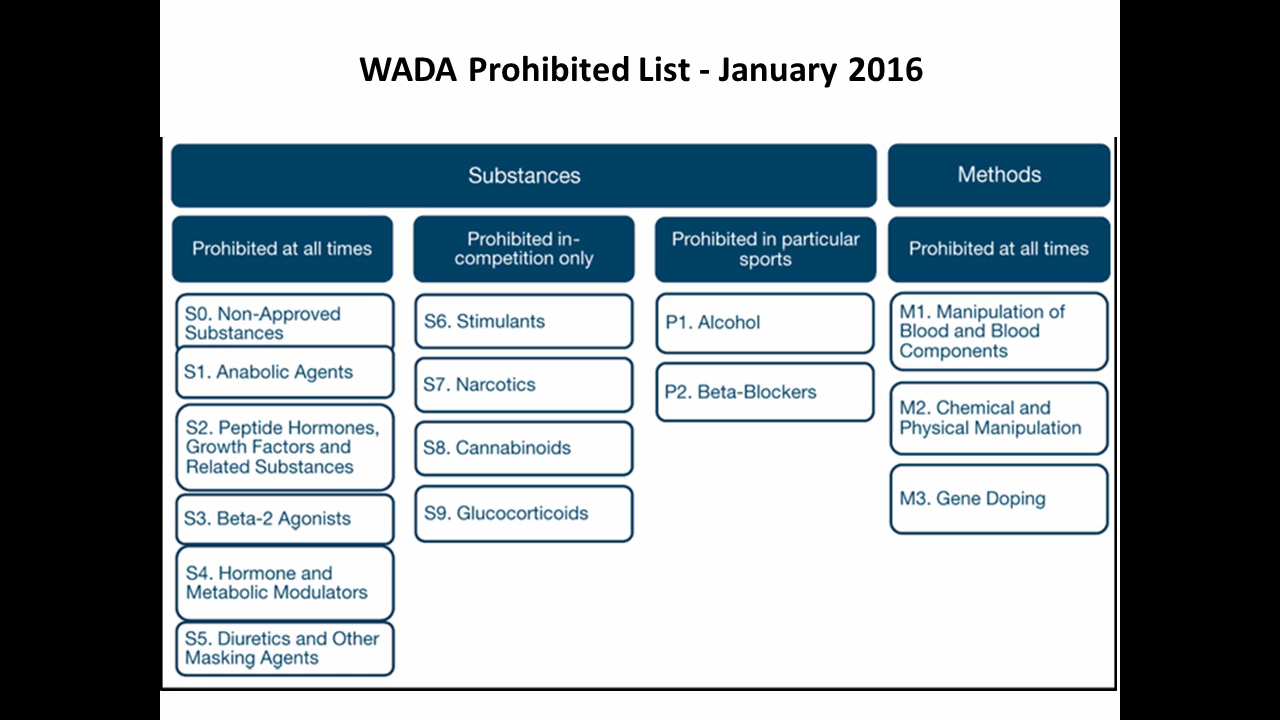 WADA Prohibited List - January 2016
Substances
Methods
Prohibited at all times
Prohibited in-
competition only
Prohibited in particular
sports
Prohibited at all times
S0. Non-Approved
Substances
S1. Anabolic Agents
S2. Peptide Hormones,
Growth Factors and
Related Substances
S3. Beta-2 Agonists
S4. Hormone and
Metabolic Modulators
S5. Diuretics and Other
Masking Agents
S6. Stimulants
S7. Narcotics
S8. Cannabinoids
S9. Glucocorticoids
P1. Alcohol
P2. Beta-Blockers
M1. Manipulation of
Blood and Blood
Components
M2. Chemical and
Physical Manipulation
M3. Gene Doping